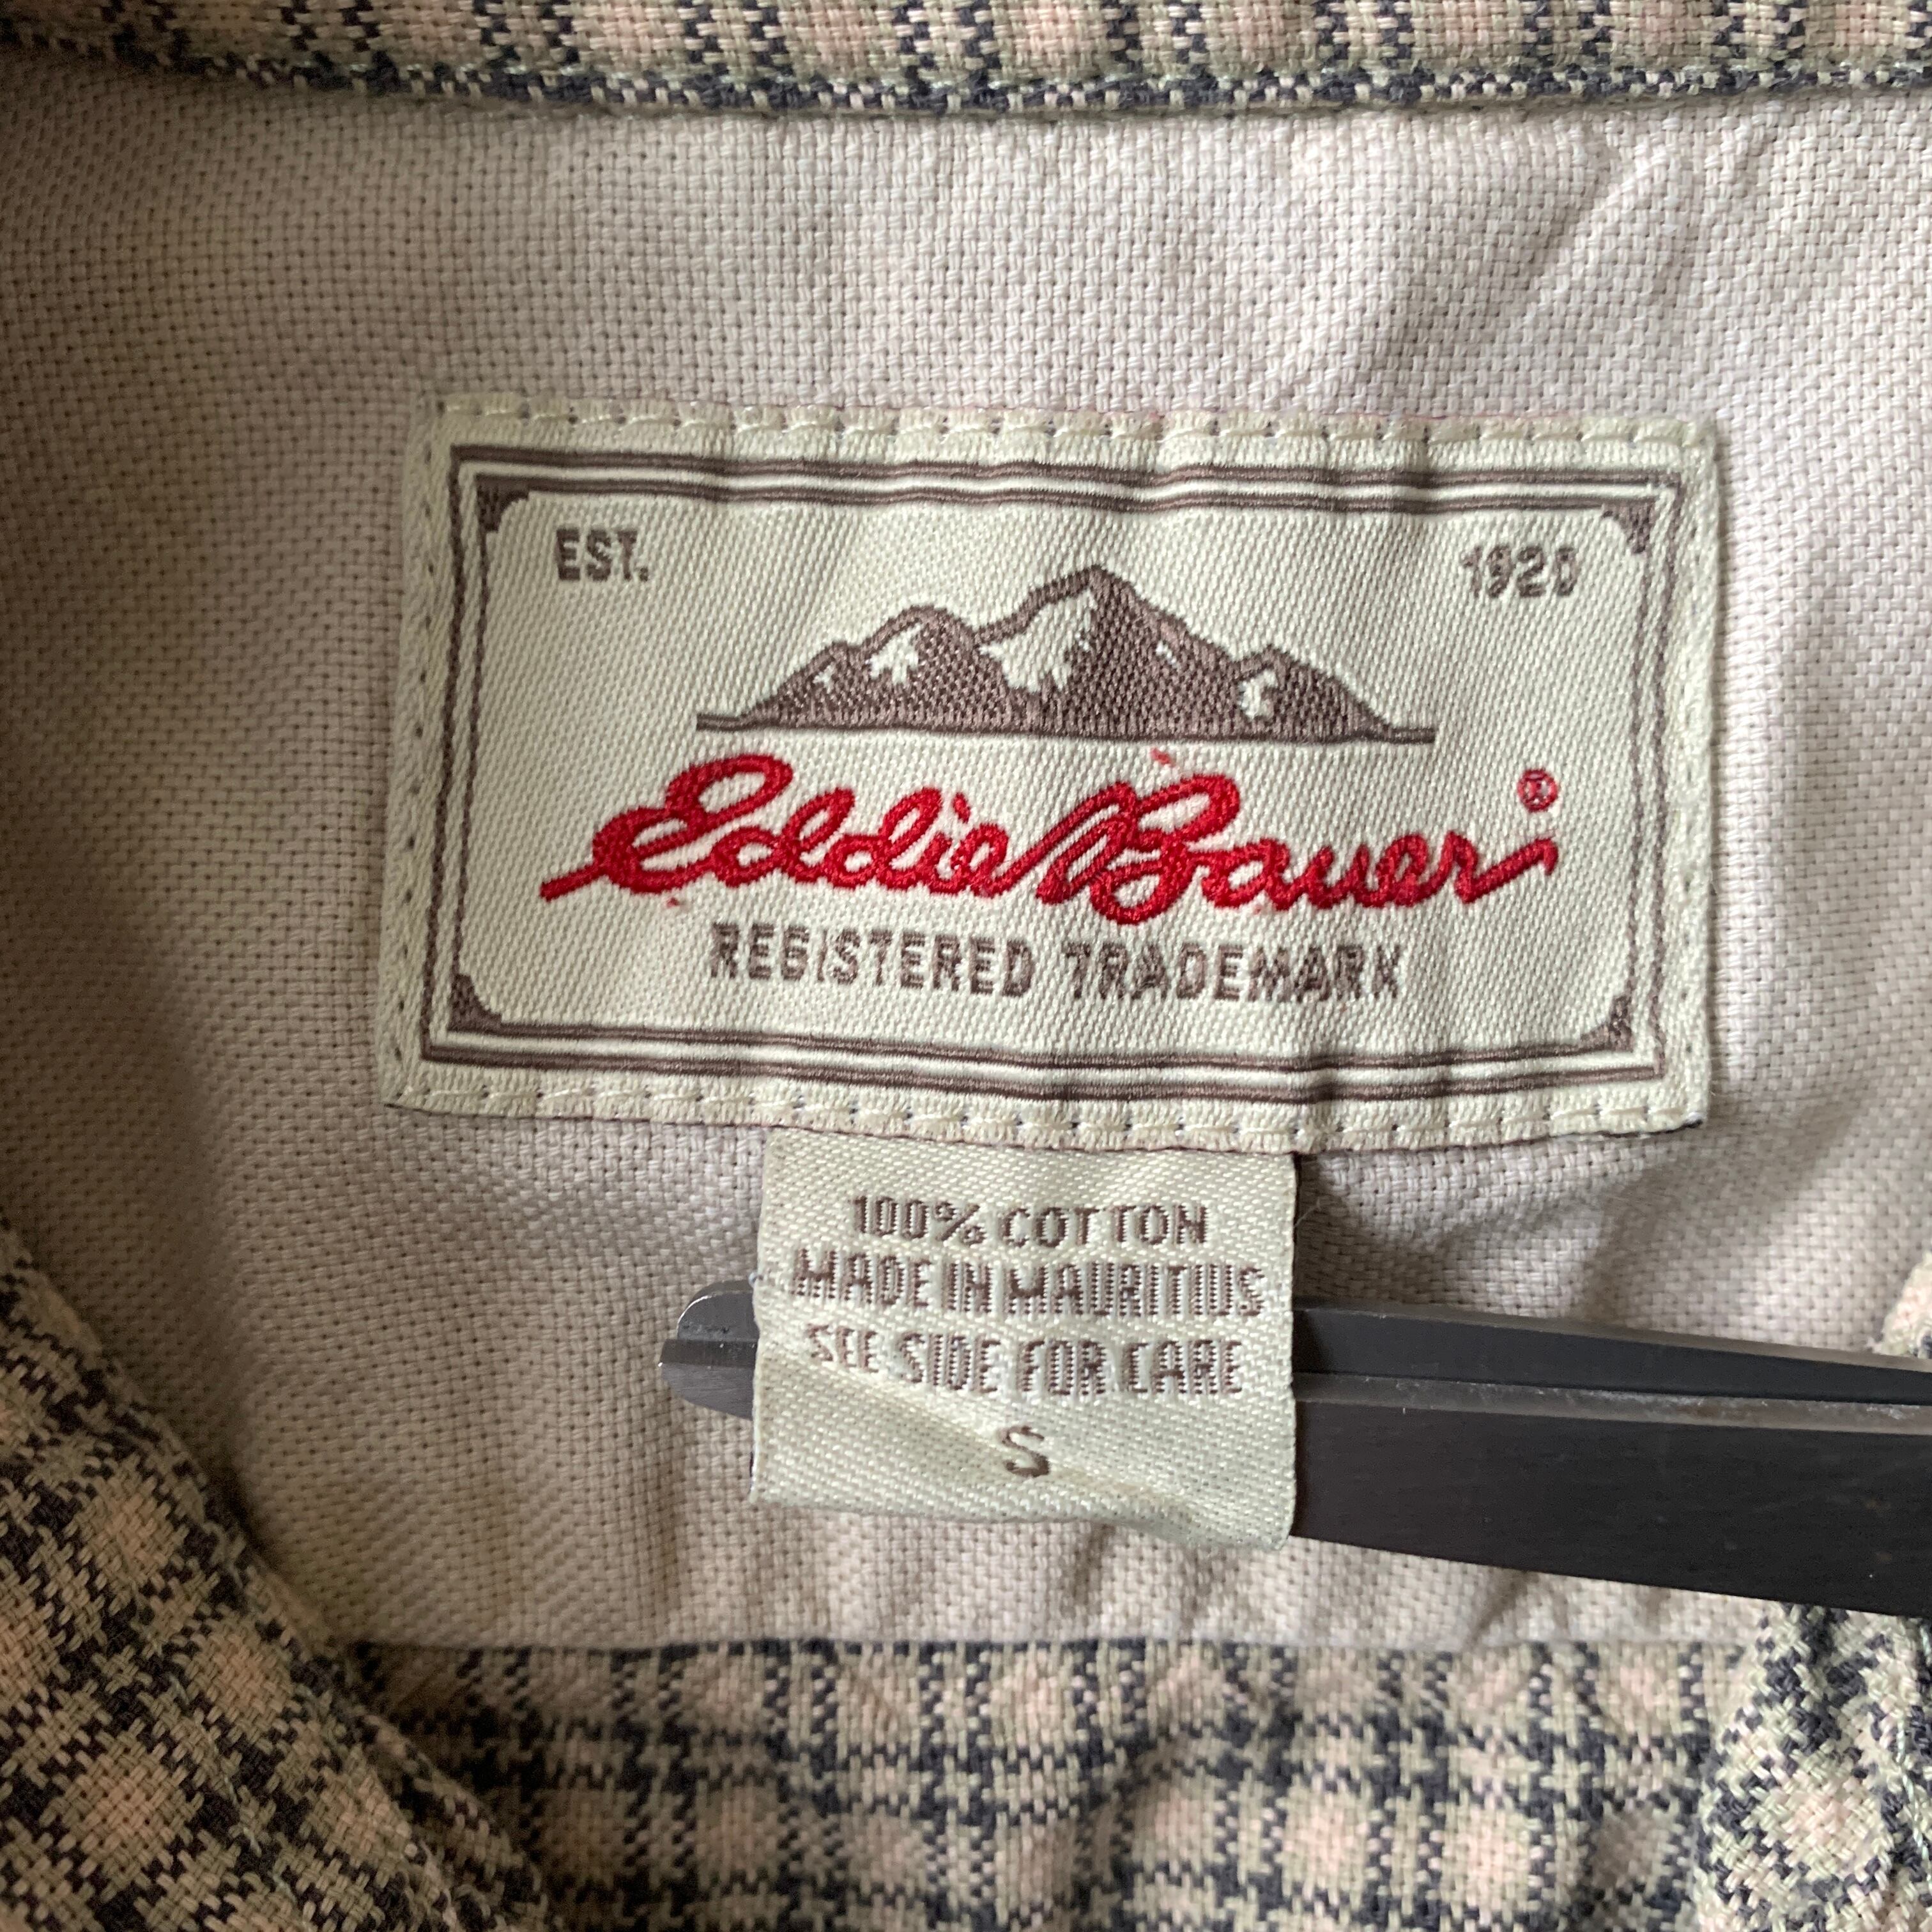 EST. 1920
Eddie Bauer ®
REGISTERED TRADEMARK
100% COTTON
MADE IN MAURITIUS
SEE SIDE FOR CARE
S